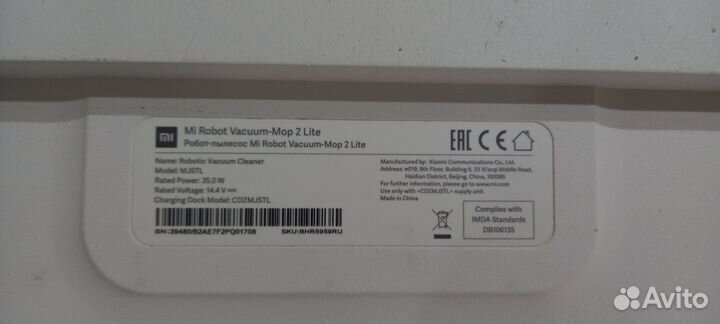 mi
Mi Robot Vacuum-Mop 2 Lite
Робот-пылесос Mi Robot Vacuum-Mop 2 Lite
EAC CE
Name: Robotic Vacuum Cleaner
Model: MJSTL
Rated Power: 35.0 W
Rated Voltage: 14.4 V
Charging Dock Model: CDZMJSTL
SN:39480/B2AE7F2PQ01708
SKU:BHR5959RU
Manufactured by: Xiaomi Communications Co., Ltd.
Address: #019, 9th Floor, Building 6, 33 Xi'erqi Middle Road,
Haidian District, Beijing, China, 100085
For further information, please go to www.mi.com
Use only with <CDZMJSTL> supply unit
Made in China
Complies with
IMDA Standards
DB106135
Avito